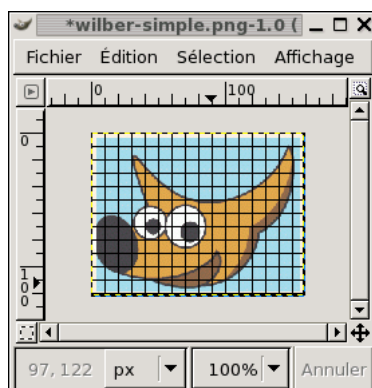 *wilber-simple.png-1.0 (
Fichier Édition Sélection Affichage
0 100
0
100
97, 122 px 100% Annuler